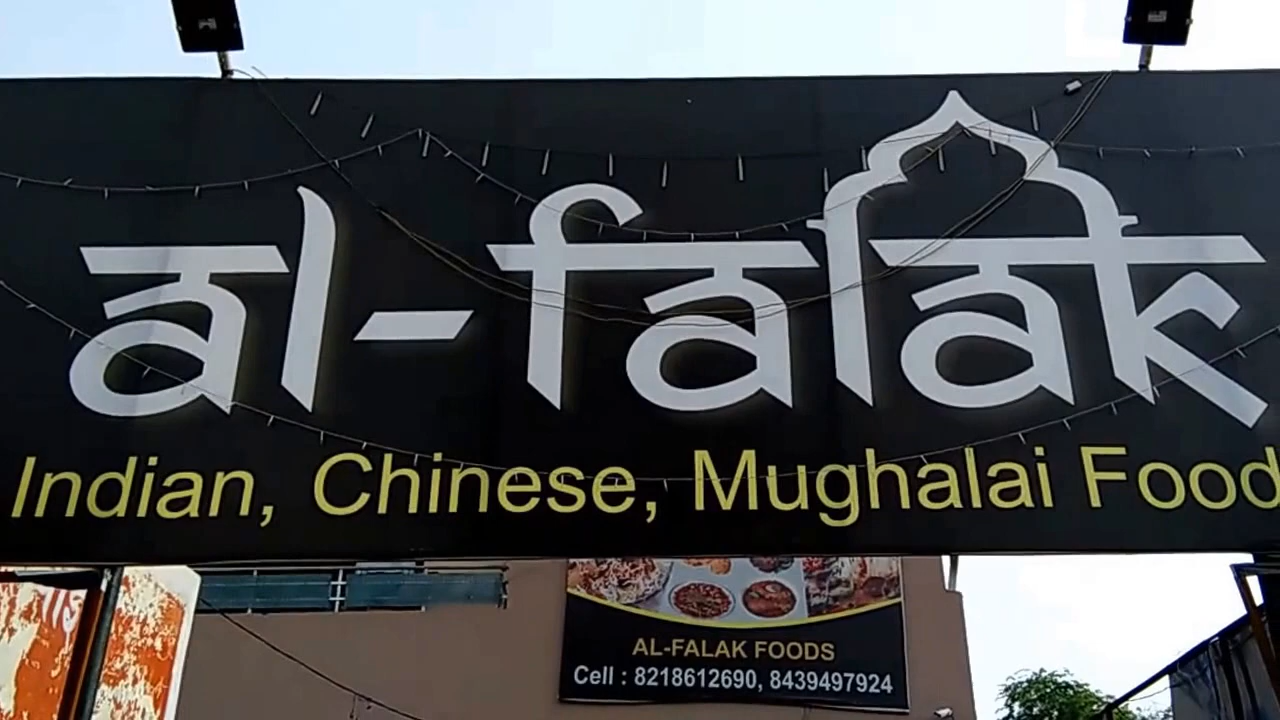 al-falak
Indian, Chinese, Mughalai Food
AL-FALAK FOODS
Cell : 8218612690, 8439497924